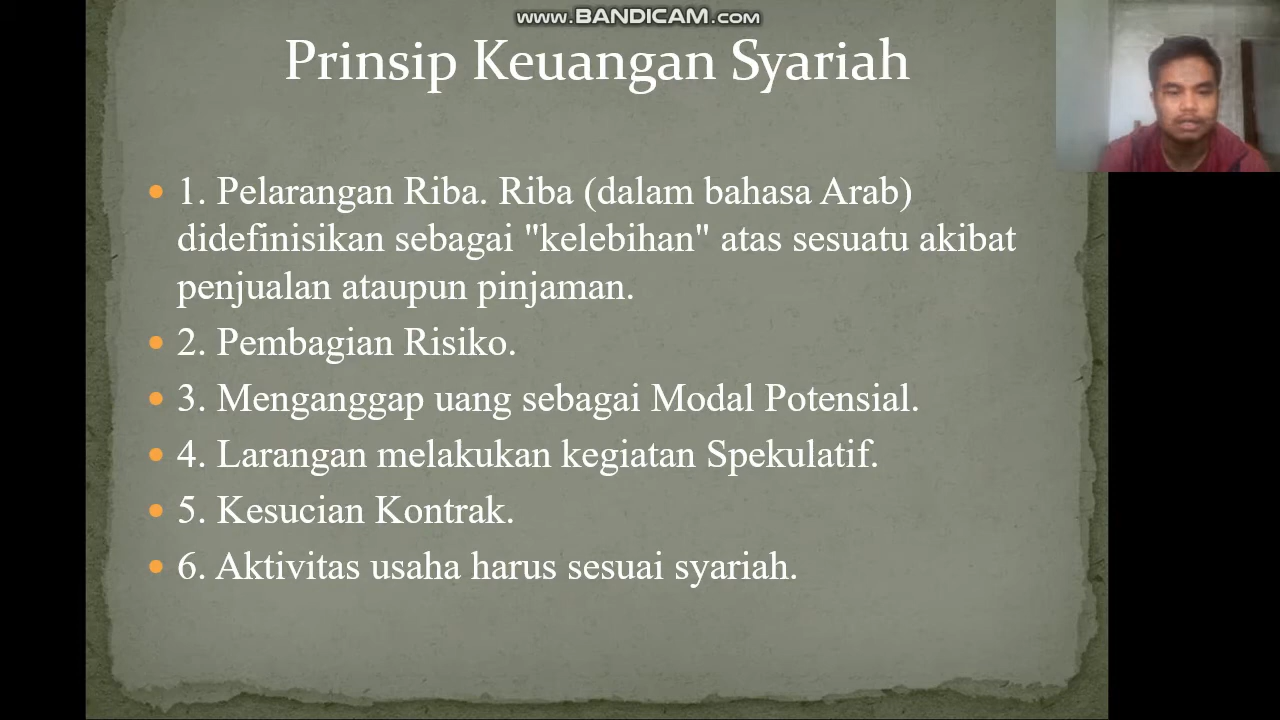 www.BANDICAM.com
Prinsip Keuangan Syariah
• 1. Pelarangan Riba. Riba (dalam bahasa Arab)
didefinisikan sebagai "kelebihan" atas sesuatu akibat
penjualan ataupun pinjaman.
• 2. Pembagian Risiko.
• 3. Menganggap uang sebagai Modal Potensial.
• 4. Larangan melakukan kegiatan Spekulatif.
• 5. Kesucian Kontrak.
• 6. Aktivitas usaha harus sesuai syariah.